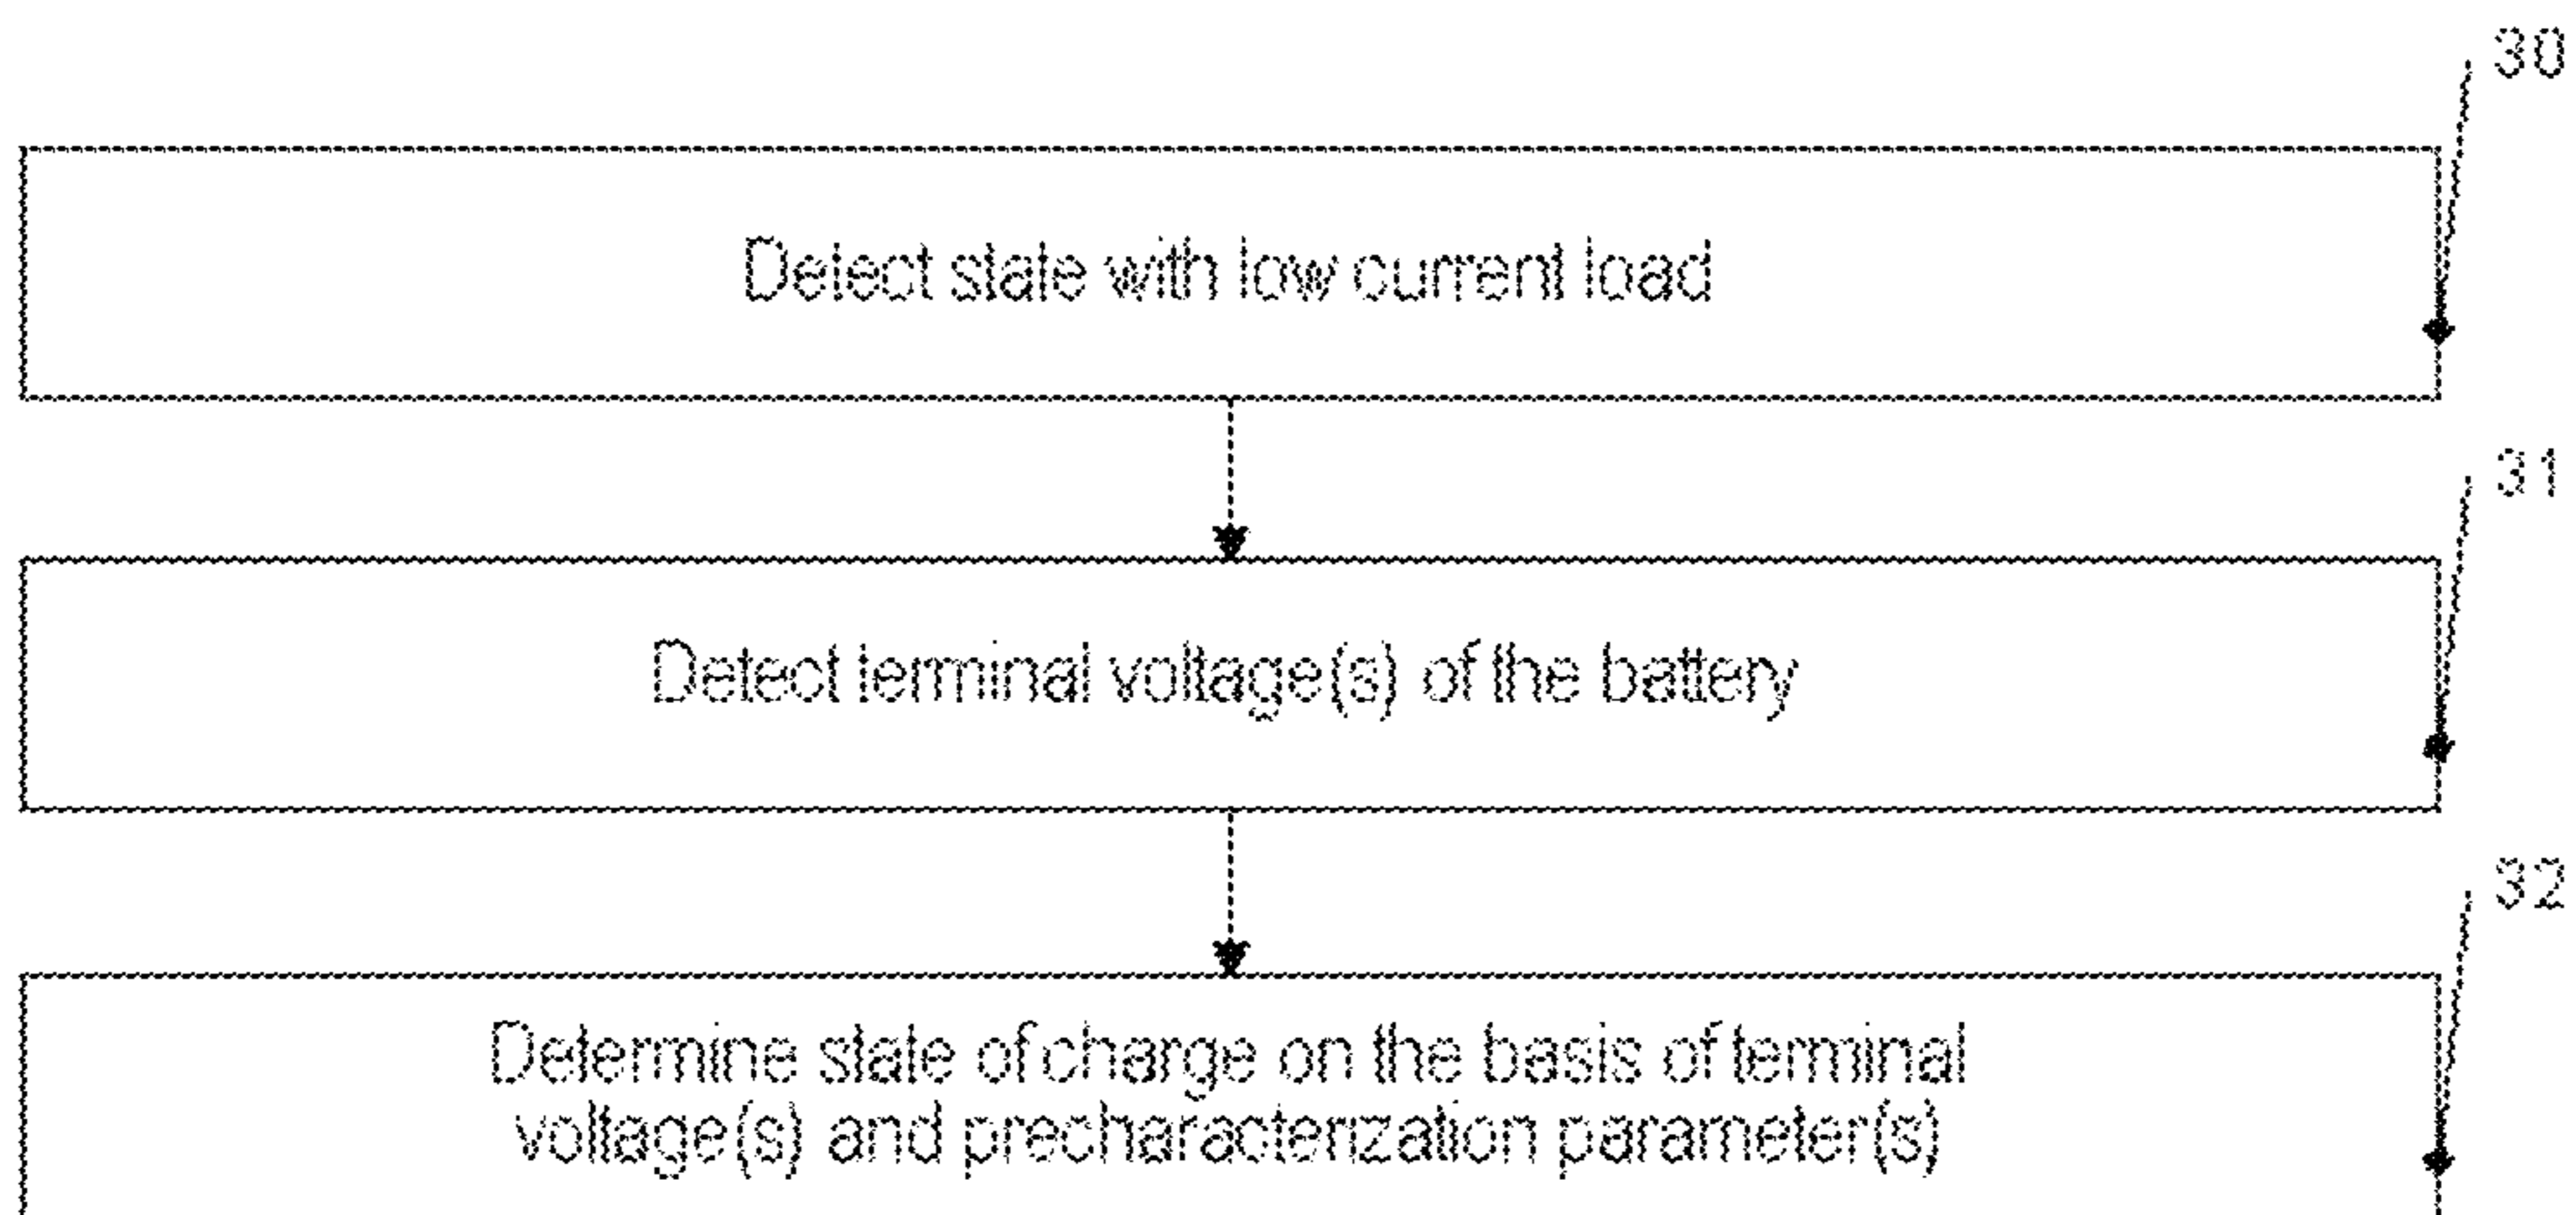 30
Detect state with low current load
31
Detect terminal voltage(s) of the battery
32
Determine state of charge on the basis of terminal
voltage(s) and precharacterization parameter(s)